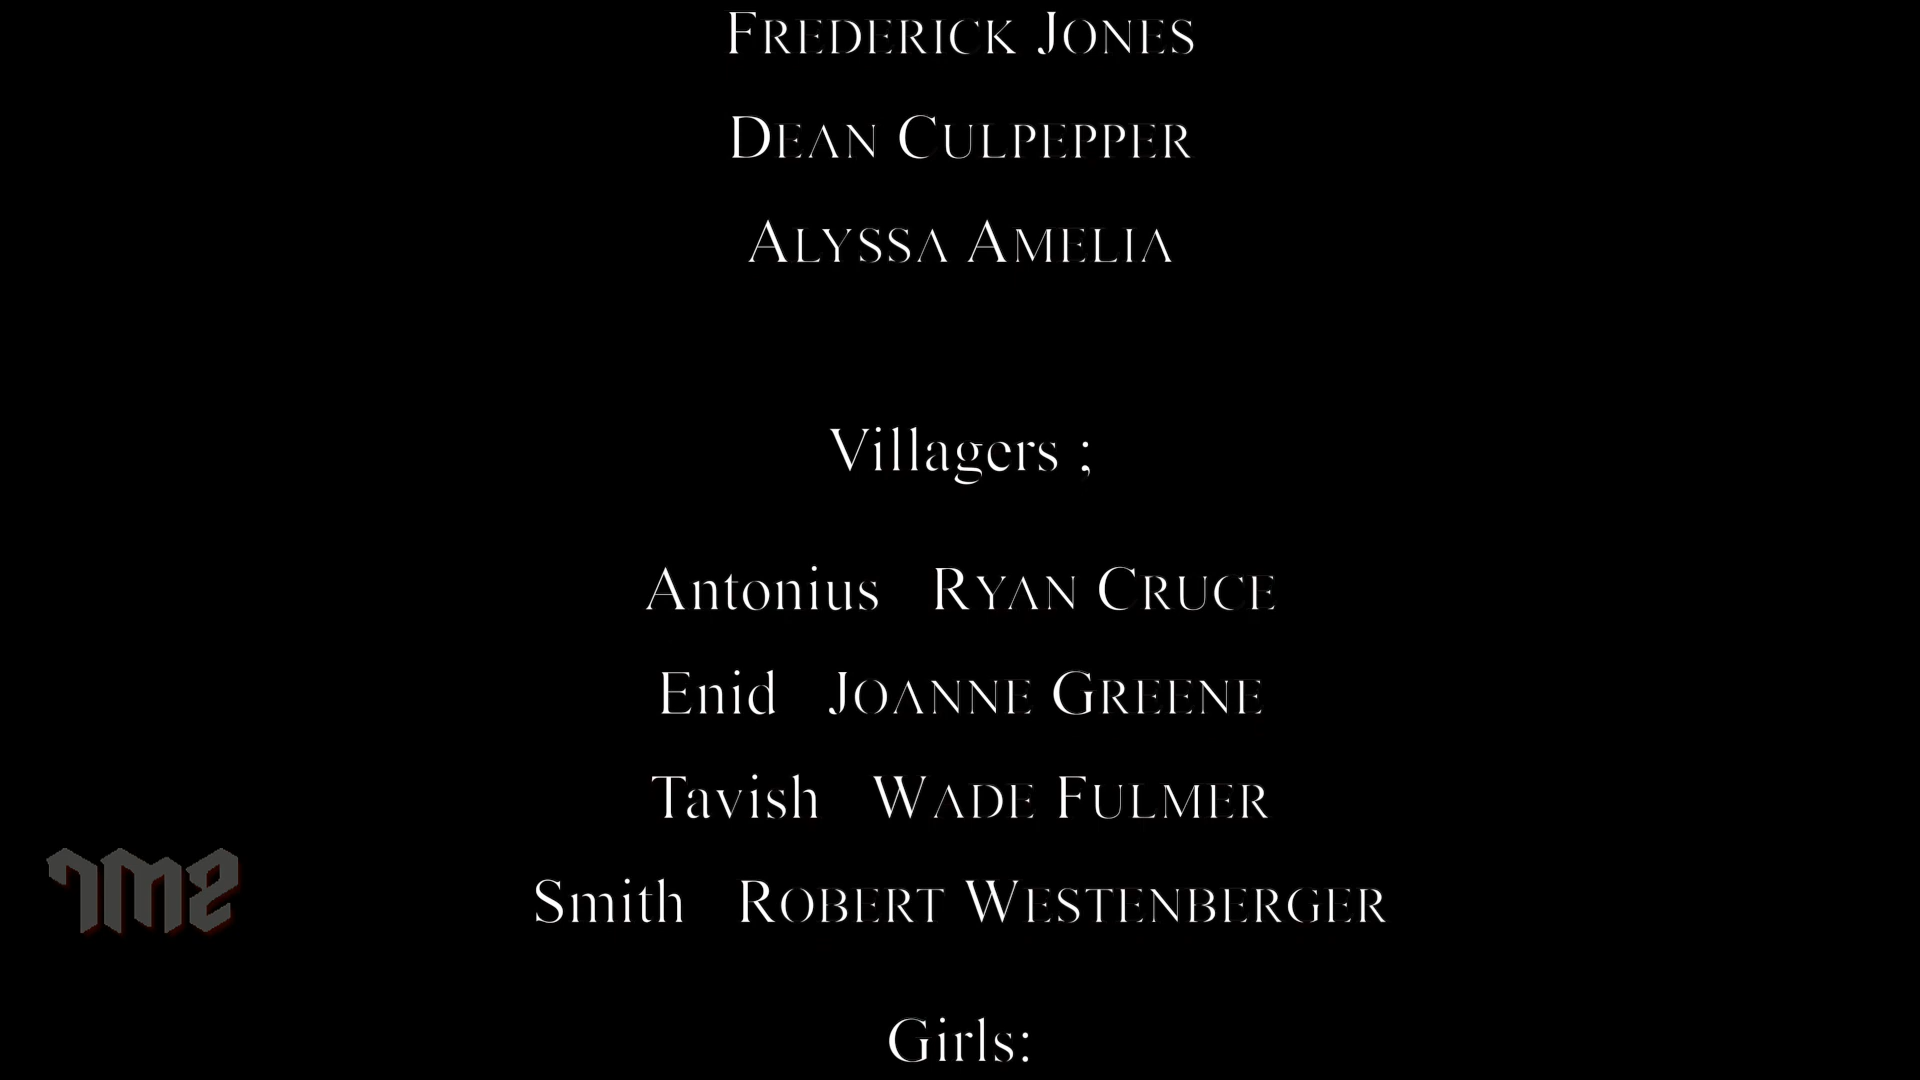 FREDERICK JONES
DEAN CULPEPPER
ALYSSA AMELIA
Villagers ;
Antonius RYAN CRUCE
Enid JOANNE GREENE
Tavish WADE FULMER
Smith ROBERT WESTENBERGER
Girls: